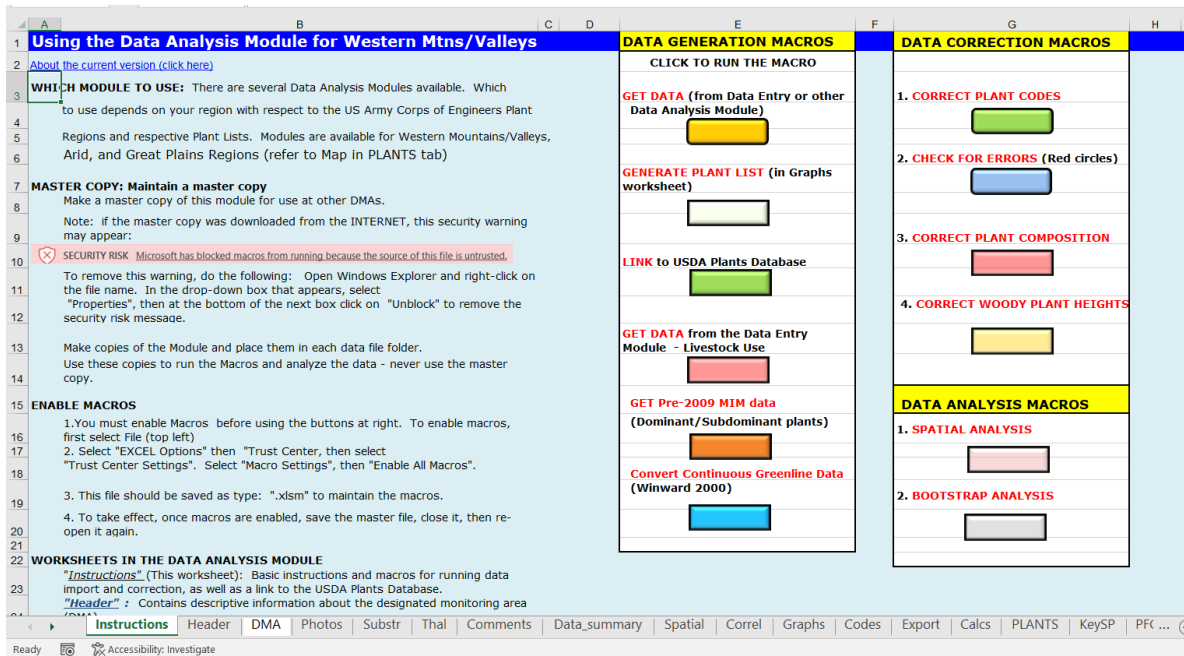 A B C D E F G H
1 Using the Data Analysis Module for Western Mtns/Valleys
2 About the current version (click here)
3 WHICH MODULE TO USE: There are several Data Analysis Modules available. Which
4 to use depends on your region with respect to the US Army Corps of Engineers Plant
5 Regions and respective Plant Lists. Modules are available for Western Mountains/Valleys,
6 Arid, and Great Plains Regions (refer to Map in PLANTS tab)
7 MASTER COPY: Maintain a master copy
8 Make a master copy of this module for use at other DMAs.
Note: if the master copy was downloaded from the INTERNET, this security warning
9 may appear:
10 SECURITY RISK Microsoft has blocked macros from running because the source of this file is untrusted.
To remove this warning, do the following: Open Windows Explorer and right-click on
11 the file name. In the drop-down box that appears, select
"Properties", then at the bottom of the next box click on "Unblock" to remove the
12 security risk message.
13 Make copies of the Module and place them in each data file folder.
Use these copies to run the Macros and analyze the data - never use the master
14 copy.
15 ENABLE MACROS
1.You must enable Macros before using the buttons at right. To enable macros,
16 first select File (top left)
17 2. Select "EXCEL Options" then "Trust Center, then select
18 "Trust Center Settings". Select "Macro Settings", then "Enable All Macros".
19 3. This file should be saved as type: ".xlsm" to maintain the macros.
4. To take effect, once macros are enabled, save the master file, close it, then re-
20 open it again.
21
22 WORKSHEETS IN THE DATA ANALYSIS MODULE
"Instructions" (This worksheet): Basic instructions and macros for running data
23 import and correction, as well as a link to the USDA Plants Database.
"Header" : Contains descriptive information about the designated monitoring area
24 (DMA)
DATA GENERATION MACROS
CLICK TO RUN THE MACRO
GET DATA (from Data Entry or other
Data Analysis Module)
GENERATE PLANT LIST (in Graphs
worksheet)
LINK to USDA Plants Database
GET DATA from the Data Entry
Module - Livestock Use
GET Pre-2009 MIM data
(Dominant/Subdominant plants)
Convert Continuous Greenline Data
(Winward 2000)
DATA CORRECTION MACROS
1. CORRECT PLANT CODES
2. CHECK FOR ERRORS (Red circles)
3. CORRECT PLANT COMPOSITION
4. CORRECT WOODY PLANT HEIGHTS
DATA ANALYSIS MACROS
1. SPATIAL ANALYSIS
2. BOOTSTRAP ANALYSIS
Instructions Header DMA Photos Substr Thal Comments Data_summary Spatial Correl Graphs Codes Export Calcs PLANTS KeySP PFC ...
Ready Accessibility: Investigate